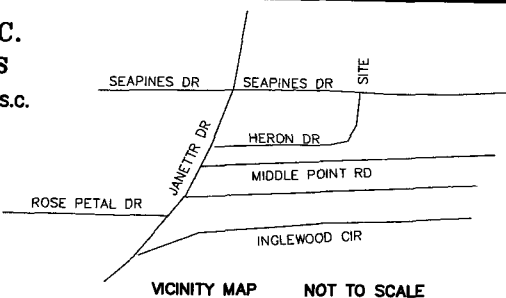 C.
S
S.C.
SEAPINES DR
SEAPINES DR
SITE
JANETTR DR
HERON DR
MIDDLE POINT RD
ROSE PETAL DR
INGLEWOOD CIR
VICINITY MAP NOT TO SCALE